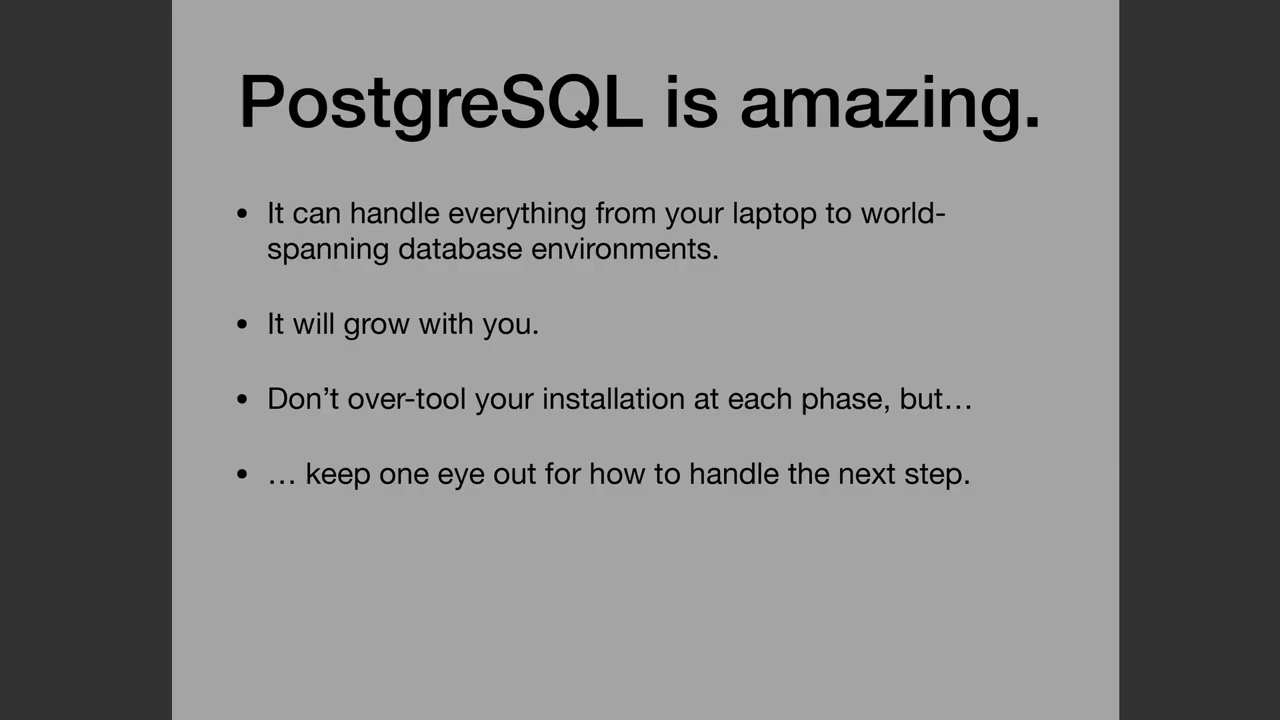 PostgreSQL is amazing.
• It can handle everything from your laptop to world-
spanning database environments.
• It will grow with you.
• Don’t over-tool your installation at each phase, but…
• … keep one eye out for how to handle the next step.